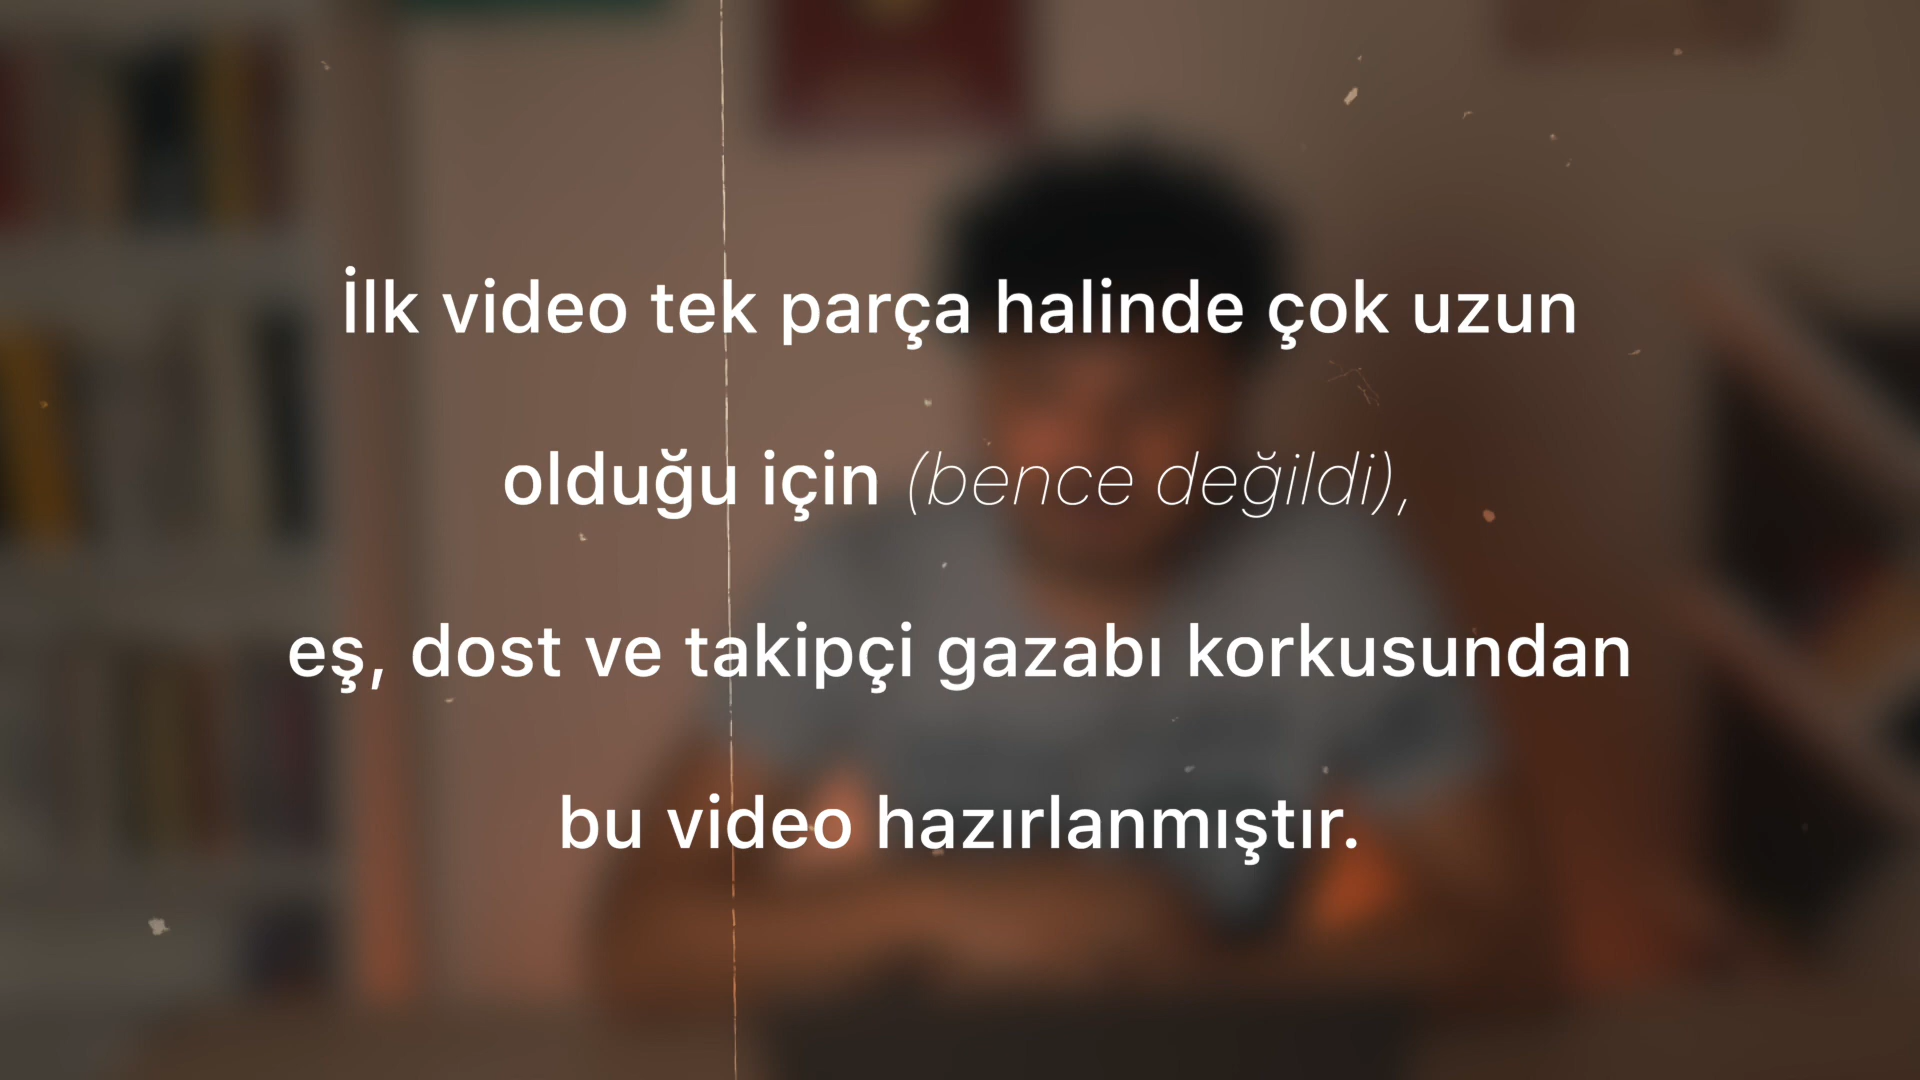 İlk video tek parça halinde çok uzun
olduğu için (bence değildi),
eş, dost ve takipçi gazabı korkusundan
bu video hazırlanmıştır.